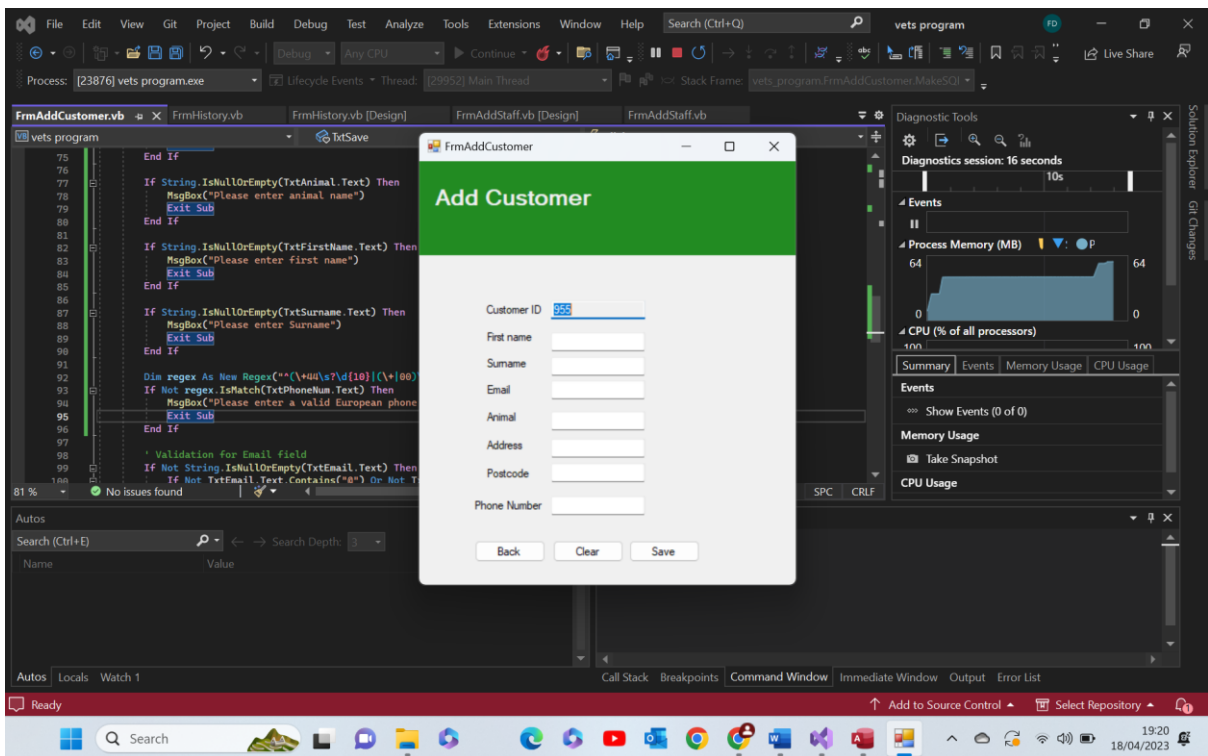 File Edit View Git Project Build Debug Test Analyze Tools Extensions Window Help Search (Ctrl+Q) vets program FD
Debug Any CPU Continue Live Share
Process: [23876] vets program.exe Lifecycle Events Thread: [29952] Main Thread Stack Frame: vets_program.FrmAddCustomer.MakeSQl
FrmAddCustomer.vb FrmHistory.vb FrmHistory.vb [Design] FrmAddStaff.vb [Design] FrmAddStaff.vb
vets program TxtSave
75 End If
76
77 If String.IsNullOrEmpty(TxtAnimal.Text) Then
78 MsgBox("Please enter animal name")
79 Exit Sub
80 End If
81
82 If String.IsNullOrEmpty(TxtFirstName.Text) Then
83 MsgBox("Please enter first name")
84 Exit Sub
85 End If
86
87 If String.IsNullOrEmpty(TxtSurname.Text) Then
88 MsgBox("Please enter Surname")
89 Exit Sub
90 End If
91
92 Dim regex As New Regex("^(\+44\s?\d{10}|(\+|00)
93 If Not regex.IsMatch(TxtPhoneNum.Text) Then
94 MsgBox("Please enter a valid European phone
95 Exit Sub
96 End If
97
98 ' Validation for Email field
99 If Not String.IsNullOrEmpty(TxtEmail.Text) Then
100 If Not TxtEmail.Text.Contains("@") Or Not T
81 % No issues found SPC CRLF
FrmAddCustomer
Add Customer
Customer ID 955
First name
Surname
Email
Animal
Address
Postcode
Phone Number
Back Clear Save
Diagnostic Tools
Diagnostics session: 16 seconds
10s
Events
Process Memory (MB) P
64 64
0 0
CPU (% of all processors)
100 100
Summary Events Memory Usage CPU Usage
Events
Show Events (0 of 0)
Memory Usage
Take Snapshot
CPU Usage
Solution Explorer
Git Changes
Autos
Search (Ctrl+E) Search Depth: 3
Name Value
Autos Locals Watch 1
Call Stack Breakpoints Command Window Immediate Window Output Error List
Ready Add to Source Control Select Repository
Search
19:20
18/04/2023